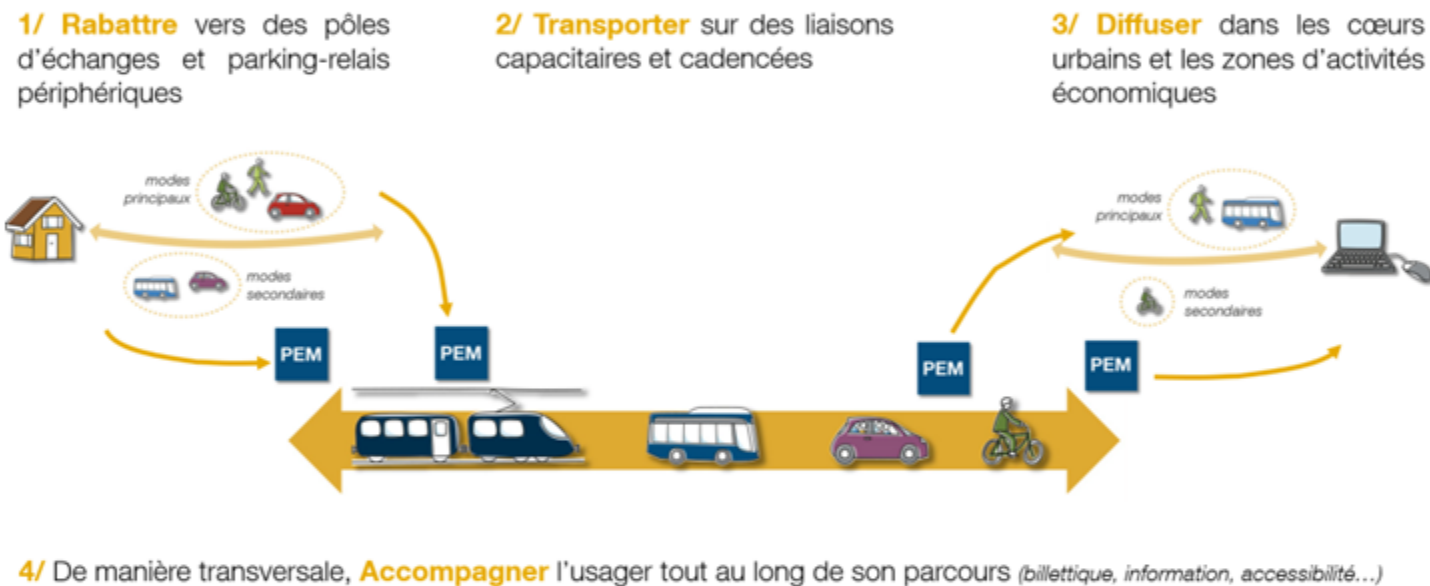 1/ Rabattre vers des pôles
d'échanges et parking-relais
périphériques
2/ Transporter sur des liaisons
capacitaires et cadencées
3/ Diffuser dans les cœurs
urbains et les zones d'activités
économiques
modes
principaux
modes
secondaires
modes
principaux
modes
secondaires
PEM
PEM
PEM
PEM
4/ De manière transversale, Accompagner l'usager tout au long de son parcours (billettique, information, accessibilité...)